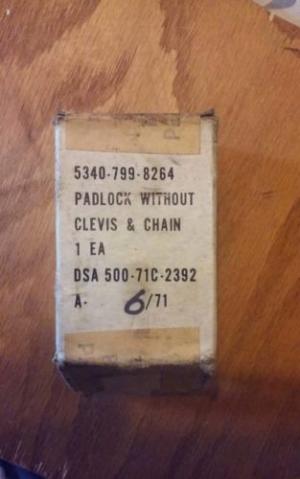 5340-799-8264
PADLOCK WITHOUT
CLEVIS & CHAIN
1 EA
DSA 500-71C-2392
A- 6/71